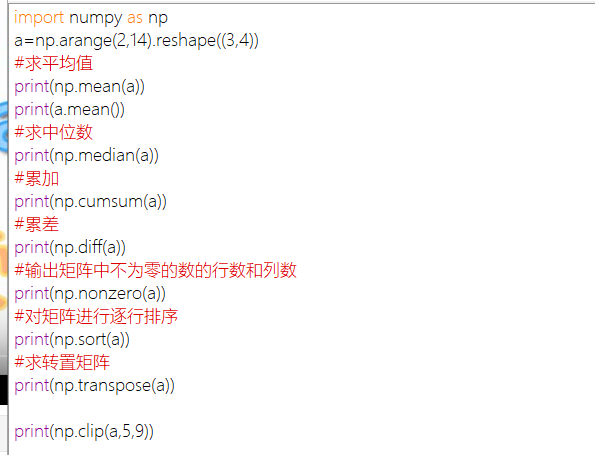 import numpy as np
a=np.arange(2,14).reshape((3,4))
#求平均值
print(np.mean(a))
print(a.mean())
#求中位数
print(np.median(a))
#累加
print(np.cumsum(a))
#累差
print(np.diff(a))
#输出矩阵中不为零的数的行数和列数
print(np.nonzero(a))
#对矩阵进行逐行排序
print(np.sort(a))
#求转置矩阵
print(np.transpose(a))
print(np.clip(a,5,9))